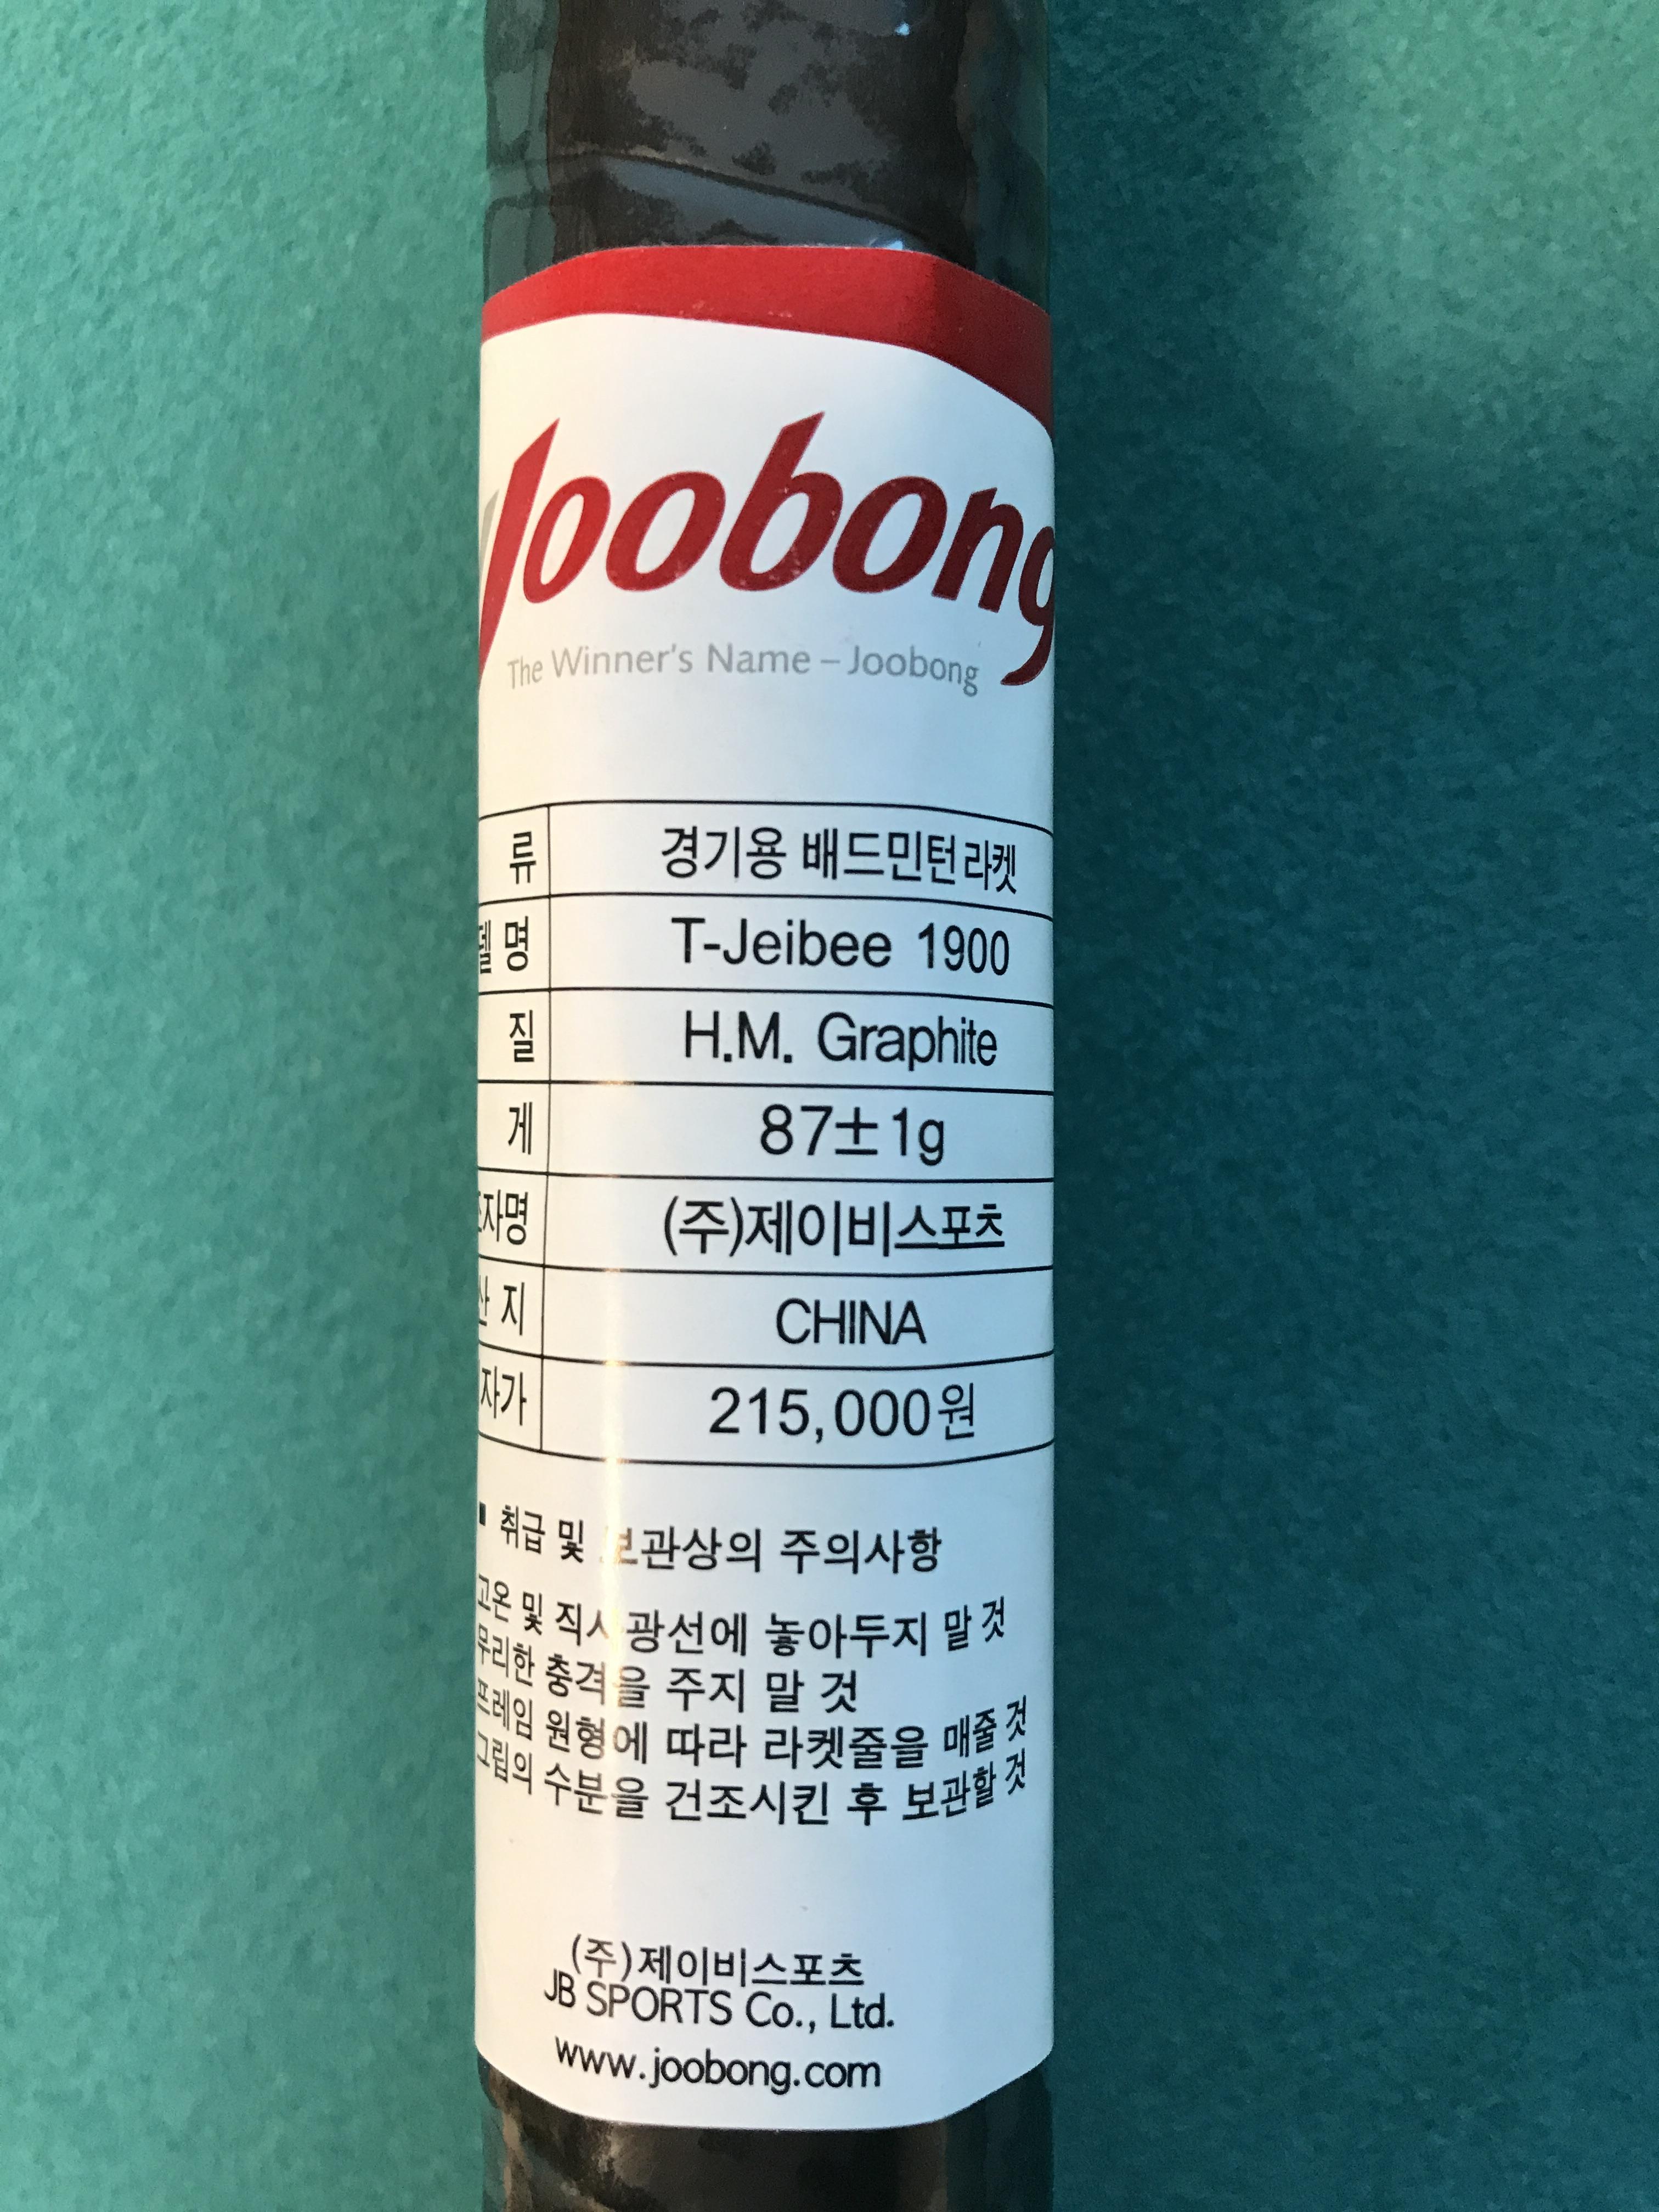 Joobong
The Winner's Name – Joobong
류 경기용 배드민턴라켓
델 명 T-Jeibee 1900
질 H.M. Graphite
게 87±1g
자명 (주)제이비스포츠
산 지 CHINA
자가 215,000원
▪ 취급 및 보관상의 주의사항
고온 및 직사광선에 놓아두지 말 것
무리한 충격을 주지 말 것
프레임 원형에 따라 라켓줄을 매줄 것
그립의 수분을 건조시킨 후 보관할 것
(주)제이비스포츠
JB SPORTS Co., Ltd.
www.joobong.com